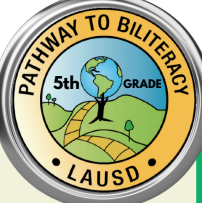 PATHWAY TO BILITERACY
5th GRADE
• LAUSD •